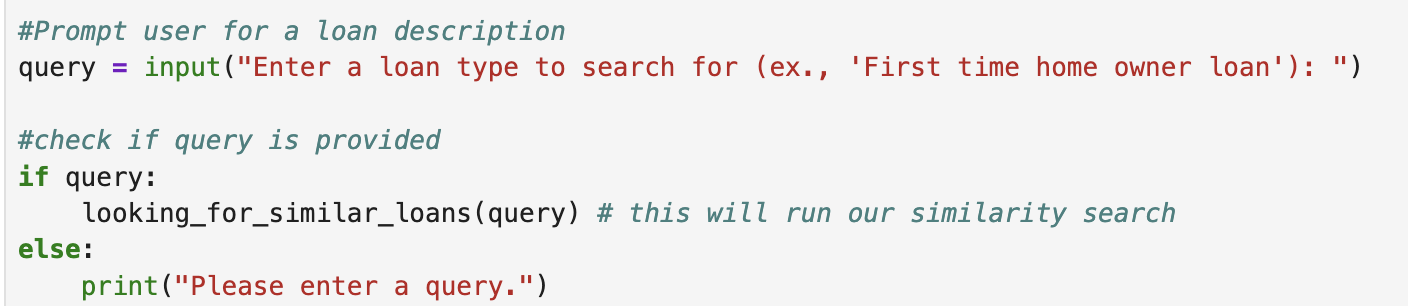 #Prompt user for a loan description
query = input("Enter a loan type to search for (ex., 'First time home owner loan'): ")
#check if query is provided
if query:
    looking_for_similar_loans(query) # this will run our similarity search
else:
    print("Please enter a query.")